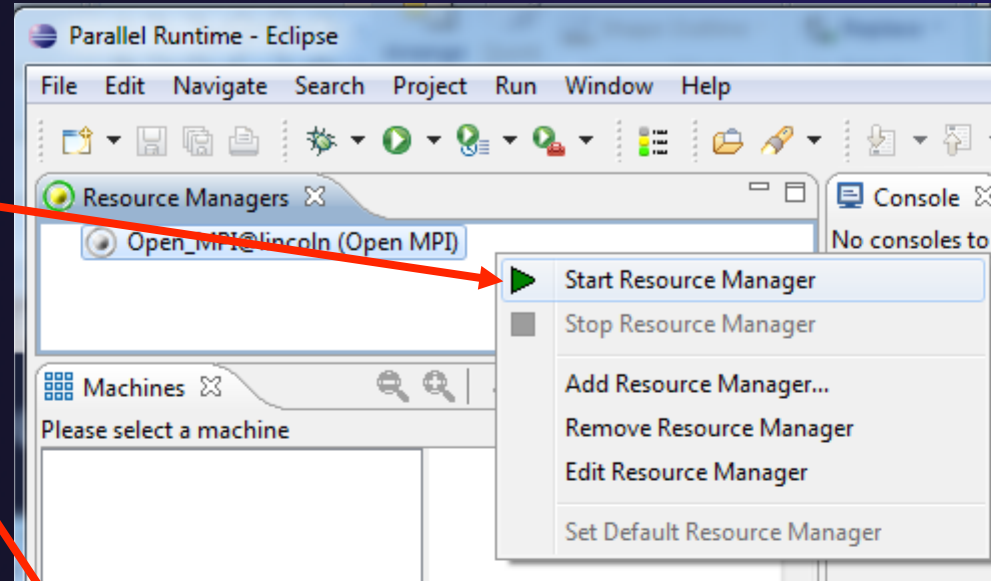 Parallel Runtime - Eclipse
File Edit Navigate Search Project Run Window Help
Resource Managers
Console
Open_MPI@lincoln (Open MPI)
No consoles to
Start Resource Manager
Stop Resource Manager
Add Resource Manager...
Remove Resource Manager
Edit Resource Manager
Set Default Resource Manager
Machines
Please select a machine